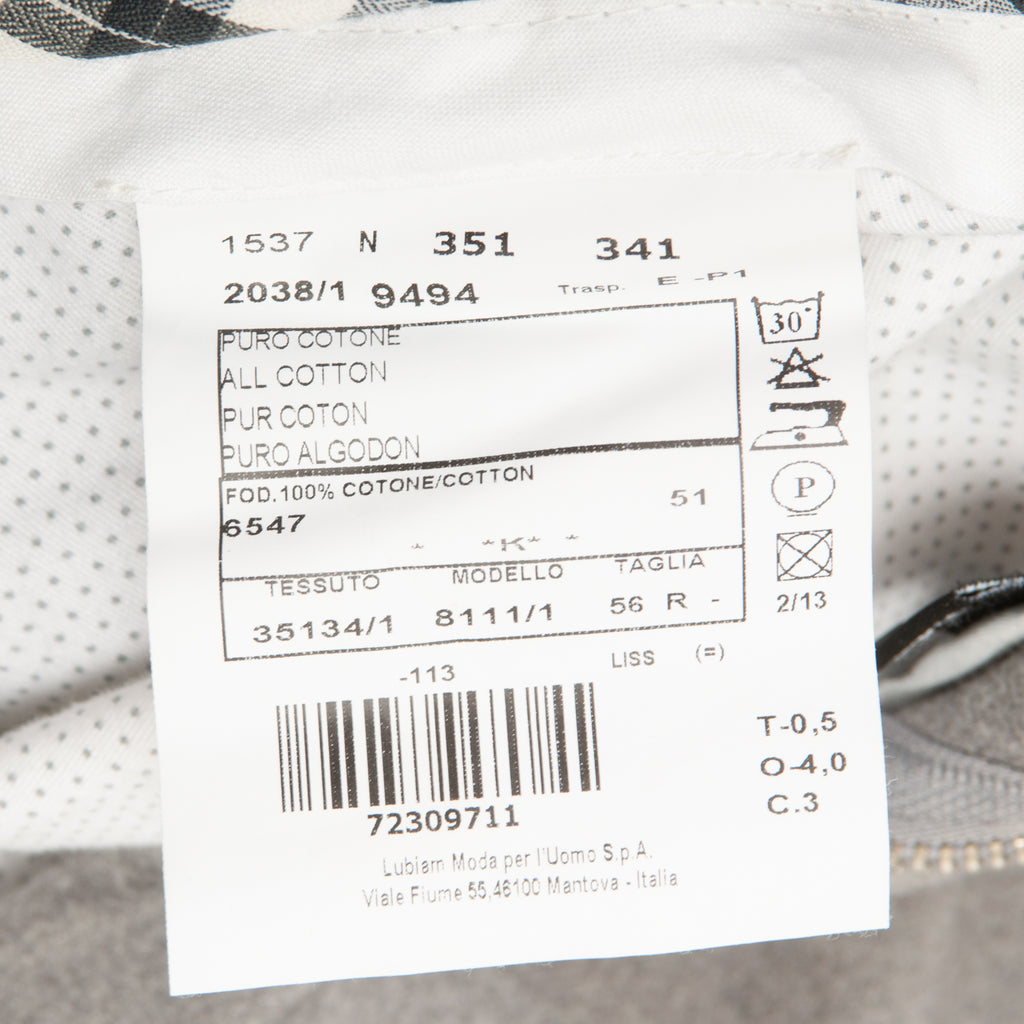 1537 N 351 341
2038/1 9494 Trasp. E -P1
PURO COTONE
ALL COTTON
PUR COTON
PURO ALGODON
FOD.100% COTONE/COTTON
6547 51
* *K* *
TESSUTO MODELLO TAGLIA
35134/1 8111/1 56 R -
-113 LISS (=)
72309711
Lubiam Moda per l'Uomo S.p.A.
Viale Fiume 55,46100 Mantova - Italia
30°
P
2/13
T-0,5
O-4,0
C.3